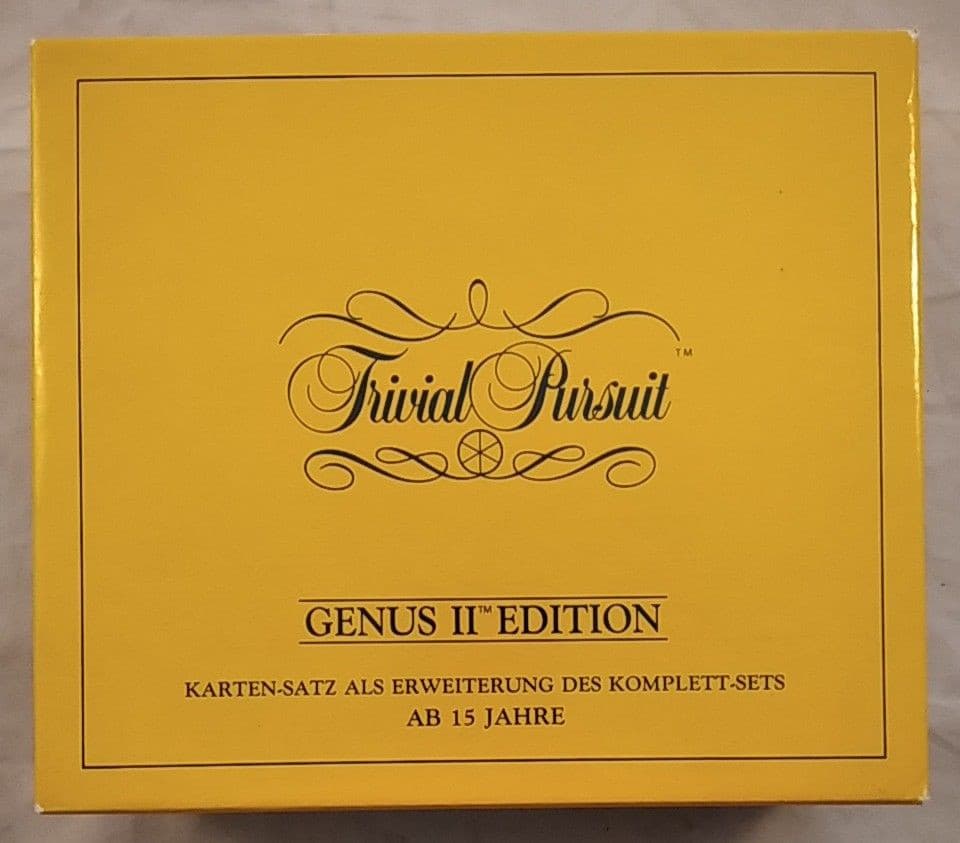 Trivial Pursuit™
GENUS II™ EDITION
KARTEN-SATZ ALS ERWEITERUNG DES KOMPLETT-SETS
AB 15 JAHRE